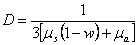 D = 1 / 3[μs(1 − w) + μa]